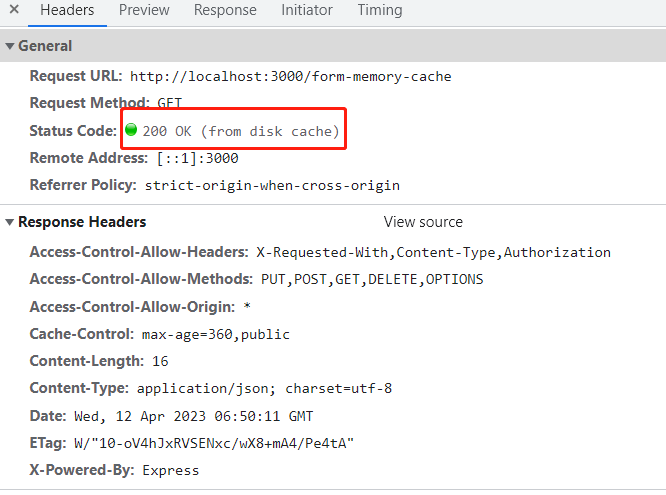 × Headers Preview Response Initiator Timing
▼ General
Request URL: http://localhost:3000/form-memory-cache
Request Method: GET
Status Code: 200 OK (from disk cache)
Remote Address: [::1]:3000
Referrer Policy: strict-origin-when-cross-origin
▼ Response Headers View source
Access-Control-Allow-Headers: X-Requested-With,Content-Type,Authorization
Access-Control-Allow-Methods: PUT,POST,GET,DELETE,OPTIONS
Access-Control-Allow-Origin: *
Cache-Control: max-age=360,public
Content-Length: 16
Content-Type: application/json; charset=utf-8
Date: Wed, 12 Apr 2023 06:50:11 GMT
ETag: W/"10-oV4hJxRVSENxc/wX8+mA4/Pe4tA"
X-Powered-By: Express